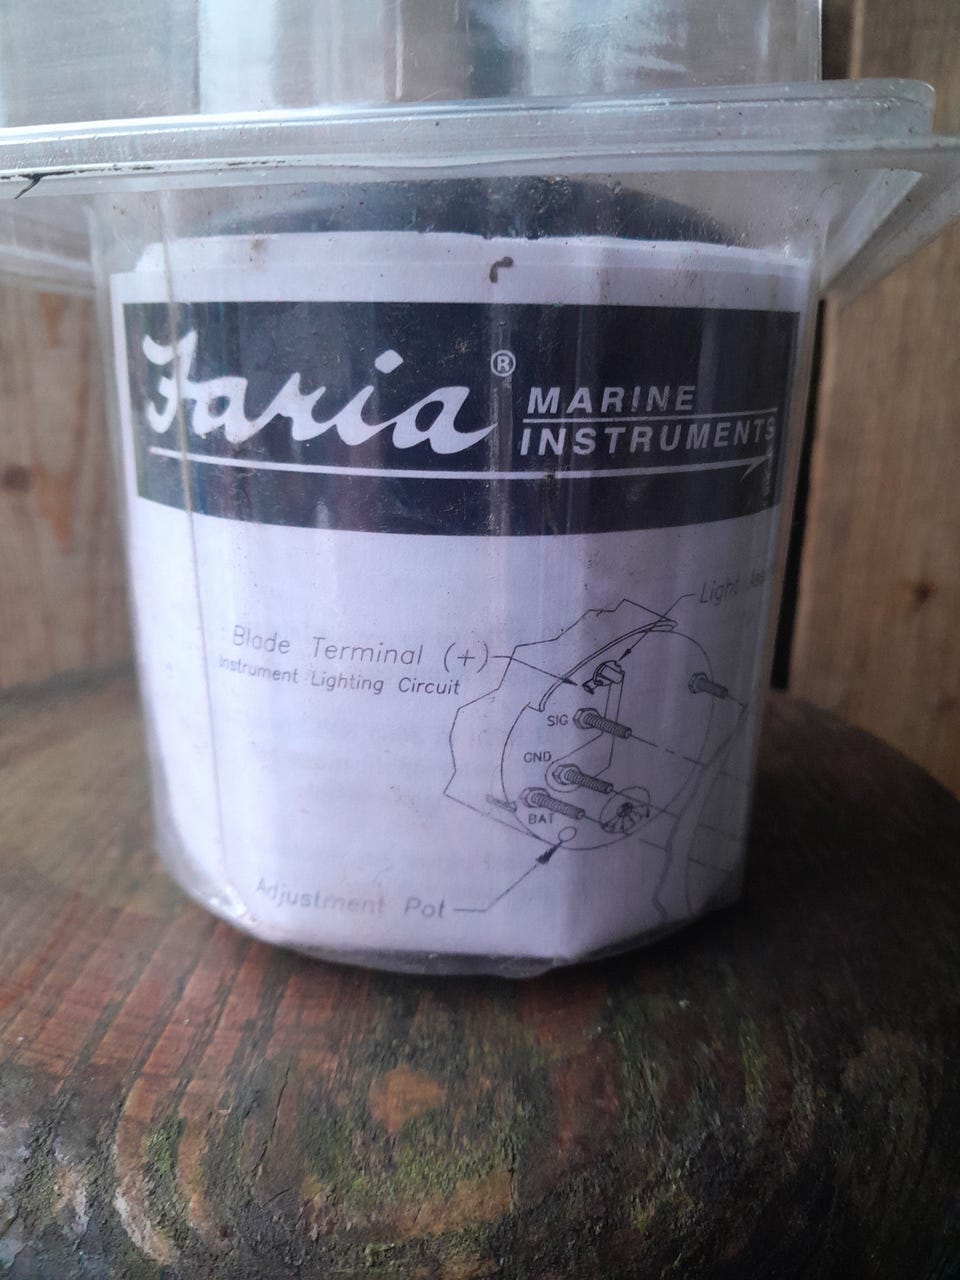 Faria®
MARINE
INSTRUMENTS
Light
Blade Terminal (+)
Instrument Lighting Circuit
SIG
GND
BAT
Adjustment Pot